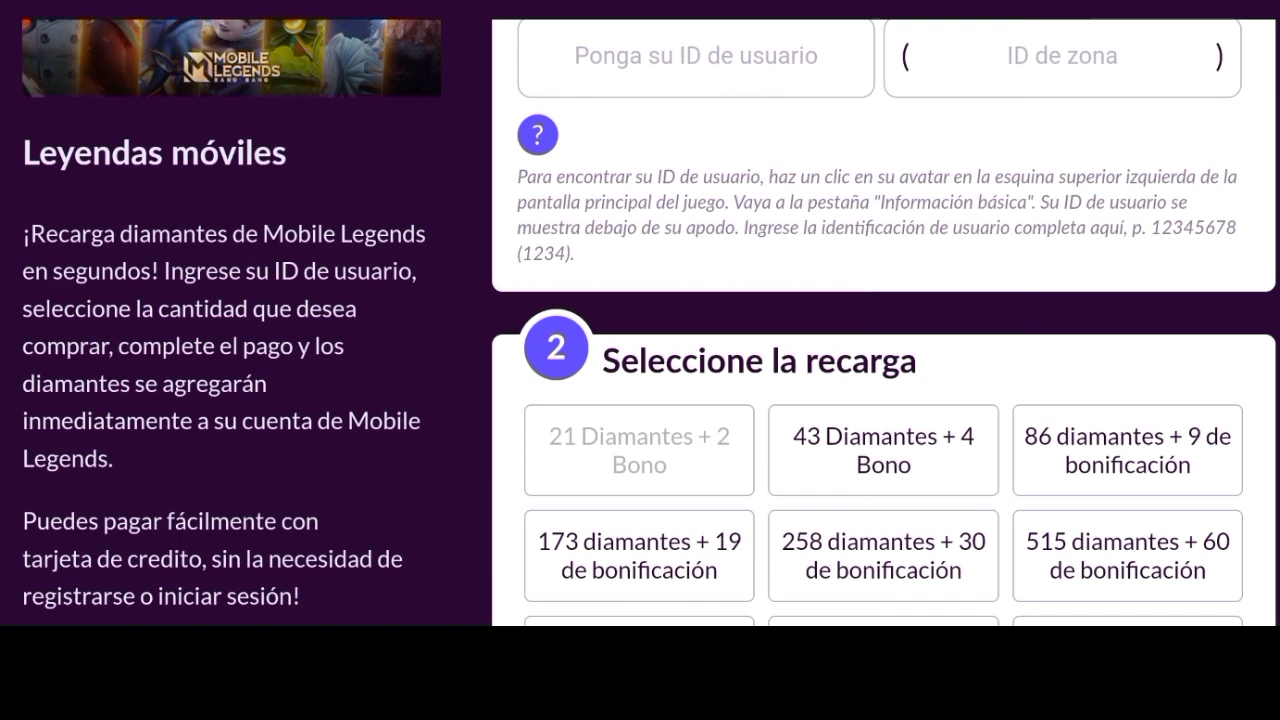 MOBILE
LEGENDS
BANG BANG
Leyendas móviles
¡Recarga diamantes de Mobile Legends
en segundos! Ingrese su ID de usuario,
seleccione la cantidad que desea
comprar, complete el pago y los
diamantes se agregarán
inmediatamente a su cuenta de Mobile
Legends.
Puedes pagar fácilmente con
tarjeta de credito, sin la necesidad de
registrarse o iniciar sesión!
Ponga su ID de usuario
( ID de zona )
?
Para encontrar su ID de usuario, haz un clic en su avatar en la esquina superior izquierda de la
pantalla principal del juego. Vaya a la pestaña "Información básica". Su ID de usuario se
muestra debajo de su apodo. Ingrese la identificación de usuario completa aquí, p. 12345678
(1234).
2 Seleccione la recarga
21 Diamantes + 2
Bono
43 Diamantes + 4
Bono
86 diamantes + 9 de
bonificación
173 diamantes + 19
de bonificación
258 diamantes + 30
de bonificación
515 diamantes + 60
de bonificación